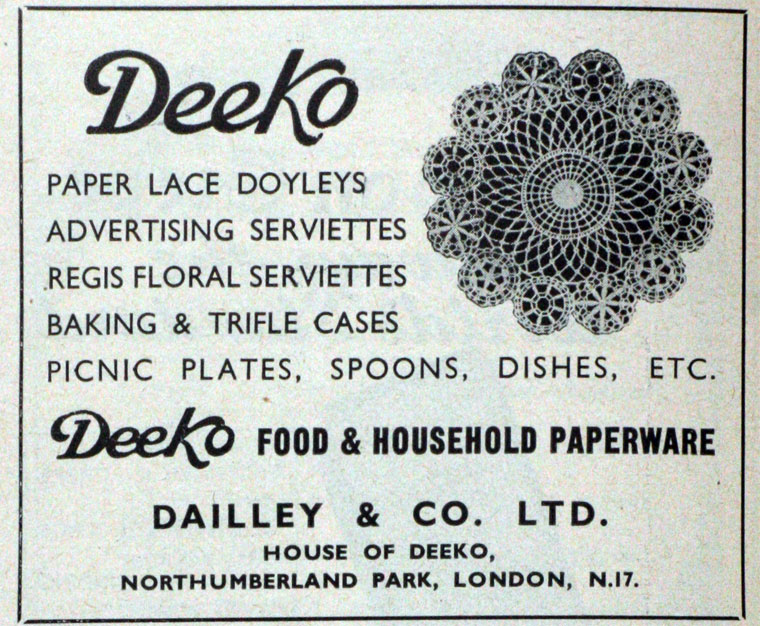 Deeko
PAPER LACE DOYLEYS
ADVERTISING SERVIETTES
REGIS FLORAL SERVIETTES
BAKING & TRIFLE CASES
PICNIC PLATES, SPOONS, DISHES, ETC.
Deeko FOOD & HOUSEHOLD PAPERWARE
DAILLEY & CO. LTD.
HOUSE OF DEEKO,
NORTHUMBERLAND PARK, LONDON, N.17.